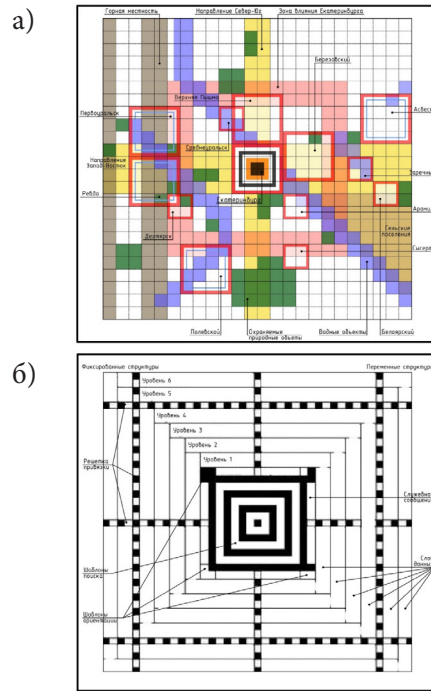 а)
Горная местность
Направление Север-Юг
Зона влияния Екатеринбурга
Березовский
Верхняя Пышма
Первоуральск
Асбест
Среднеуральск
Направление
Запад-Восток
Заречный
Ревда
Екатеринбург
Арамиль
Сельские
поселения
Дегтярск
Сысерть
Полевской
Охраняемые
природные объекты
Водные объекты
Белоярский
б)
Фиксированные структуры
Переменные структуры
Уровень 6
Уровень 5
Уровень 4
Уровень 3
Уровень 2
Уровень 1
Решетка
привязки
Служебная
Шаблоны
поиска
Шаблоны
ориентации